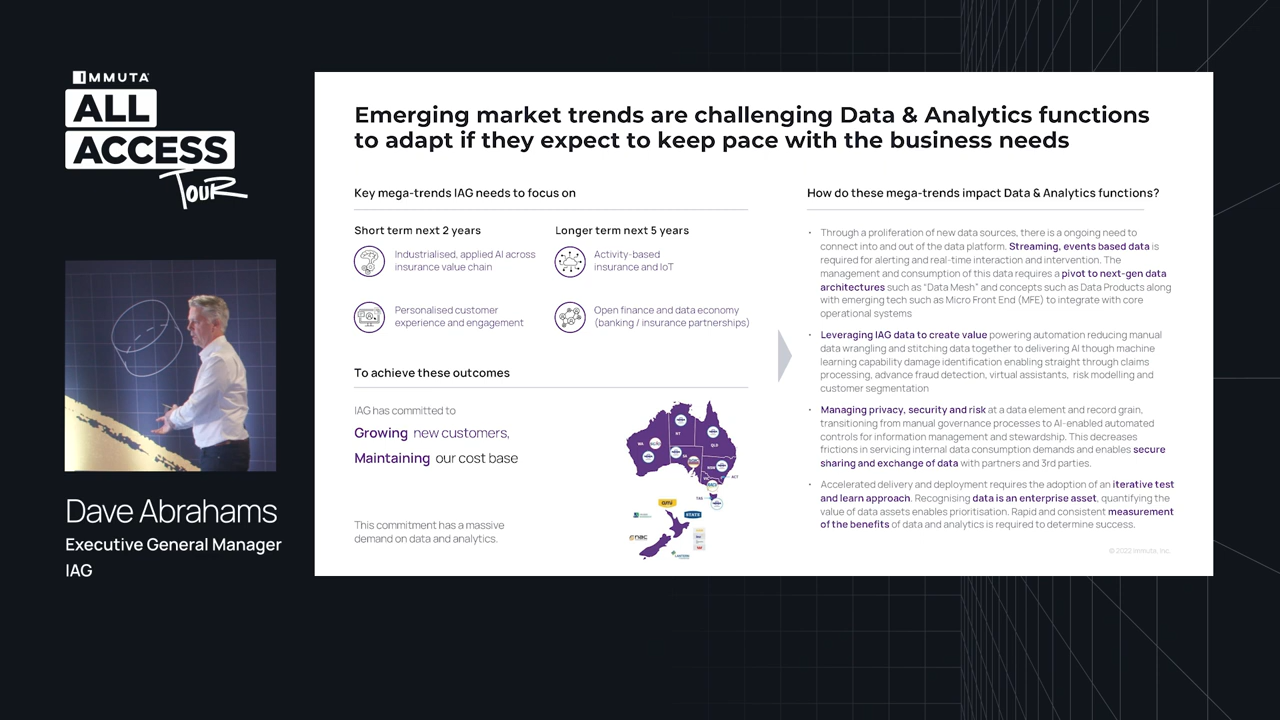 IMMUTA
ALL
ACCESS
TOUR
Dave Abrahams
Executive General Manager
IAG
Emerging market trends are challenging Data & Analytics functions
to adapt if they expect to keep pace with the business needs
Key mega-trends IAG needs to focus on
Short term next 2 years
Industrialised, applied AI across
insurance value chain
Personalised customer
experience and engagement
Longer term next 5 years
Activity-based
insurance and IoT
Open finance and data economy
(banking / insurance partnerships)
To achieve these outcomes
IAG has committed to
Growing new customers,
Maintaining our cost base
This commitment has a massive
demand on data and analytics.
WA
NT
QLD
NSW
ACT
TAS
ami
STATE
nac
LANTERN
How do these mega-trends impact Data & Analytics functions?
• Through a proliferation of new data sources, there is a ongoing need to
connect into and out of the data platform. Streaming, events based data is
required for alerting and real-time interaction and intervention. The
management and consumption of this data requires a pivot to next-gen data
architectures such as "Data Mesh" and concepts such as Data Products along
with emerging tech such as Micro Front End (MFE) to integrate with core
operational systems
• Leveraging IAG data to create value powering automation reducing manual
data wrangling and stitching data together to delivering AI though machine
learning capability damage identification enabling straight through claims
processing, advance fraud detection, virtual assistants, risk modelling and
customer segmentation
• Managing privacy, security and risk at a data element and record grain,
transitioning from manual governance processes to AI-enabled automated
controls for information management and stewardship. This decreases
frictions in servicing internal data consumption demands and enables secure
sharing and exchange of data with partners and 3rd parties.
• Accelerated delivery and deployment requires the adoption of an iterative test
and learn approach. Recognising data is an enterprise asset, quantifying the
value of data assets enables prioritisation. Rapid and consistent measurement
of the benefits of data and analytics is required to determine success.
© 2022 Immuta, Inc.